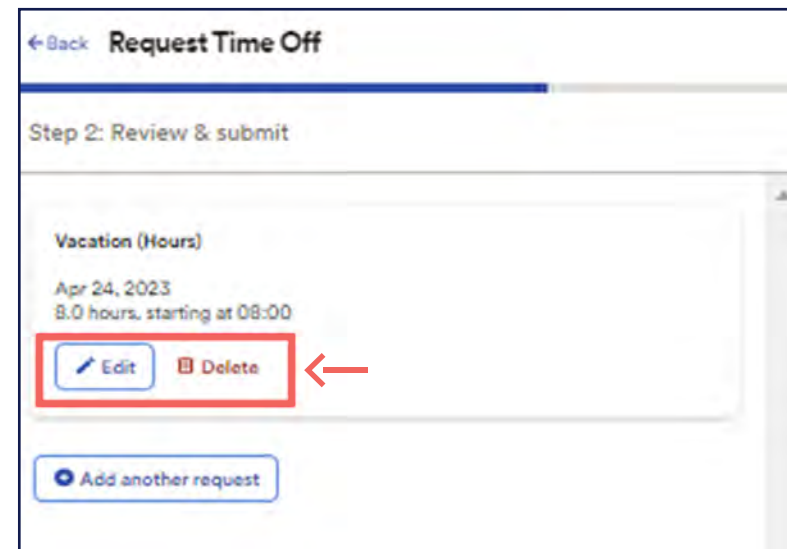 Back Request Time Off
Step 2: Review & submit
Vacation (Hours)
Apr 24, 2023
8.0 hours, starting at 08:00
Edit Delete
Add another request